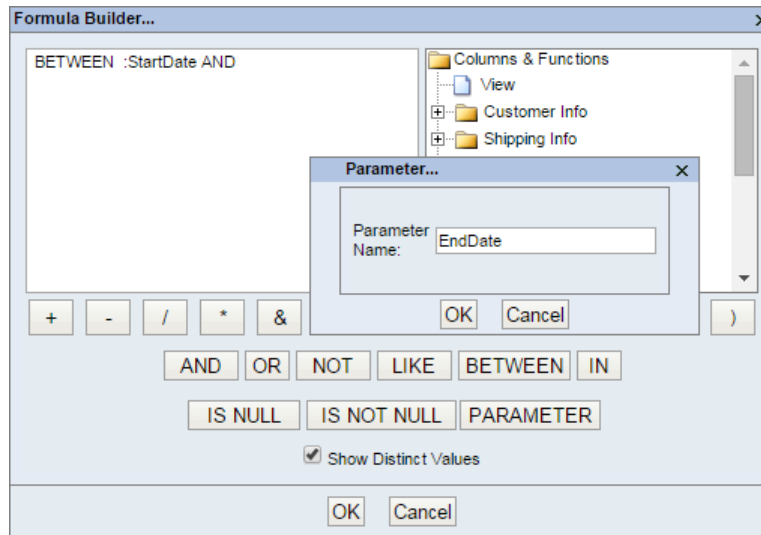 Formula Builder...
BETWEEN :StartDate AND
Columns & Functions
View
Customer Info
Shipping Info
Parameter...
Parameter
Name:
EndDate
OK Cancel
+ - / * & )
AND OR NOT LIKE BETWEEN IN
IS NULL IS NOT NULL PARAMETER
Show Distinct Values
OK Cancel